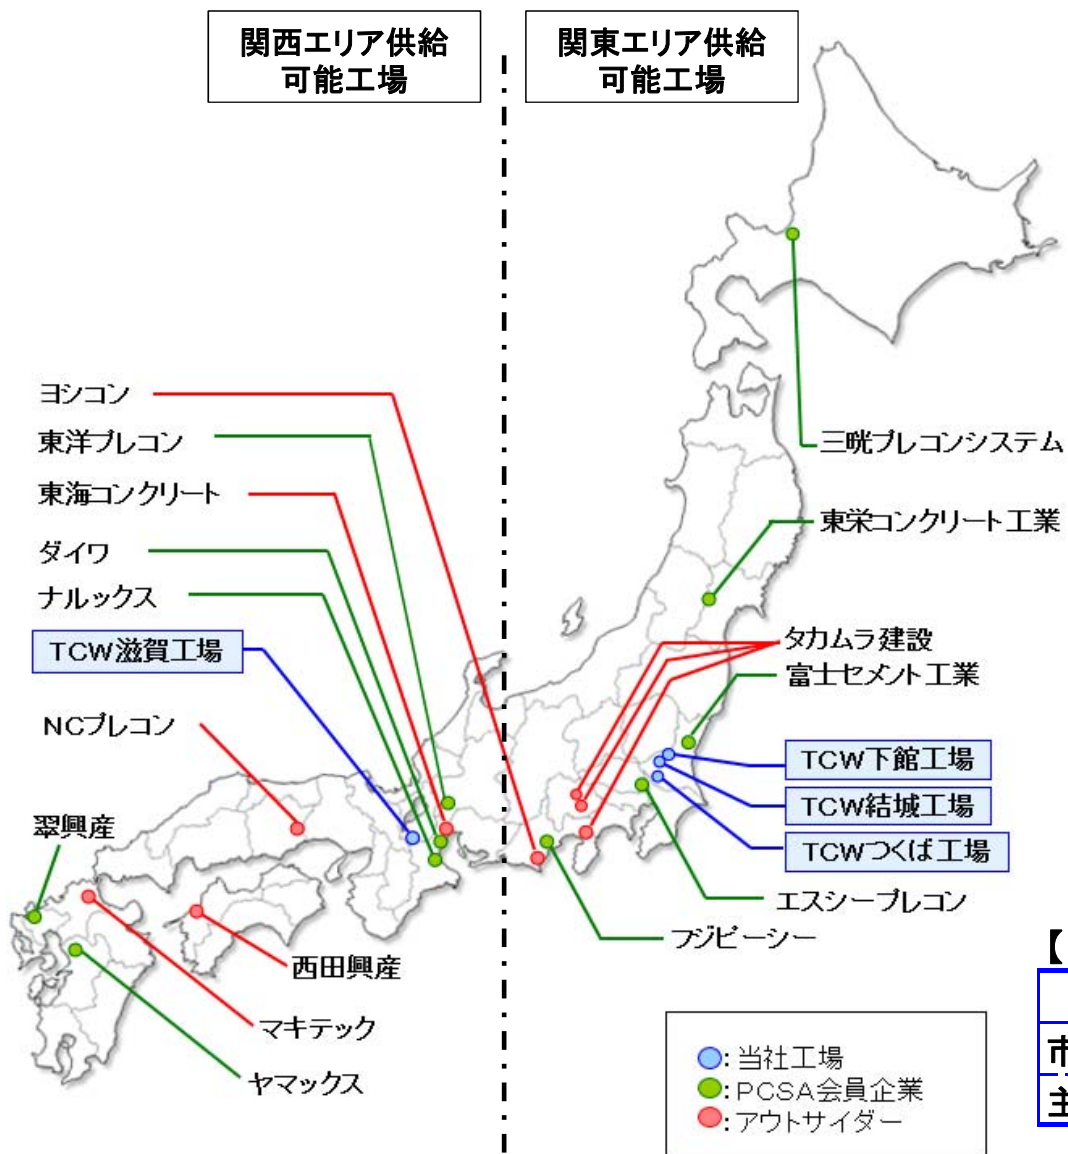 関西エリア供給
可能工場
関東エリア供給
可能工場
ヨシコン
東洋プレコン
東海コンクリート
ダイワ
ナルックス
TCW滋賀工場
NCプレコン
翠興産
西田興産
マキテック
ヤマックス
三晄プレコンシステム
東栄コンクリート工業
タカムラ建設
富士セメント工業
TCW下館工場
TCW結城工場
TCWつくば工場
エスシープレコン
フジピーシー
：当社工場
：PCSA会員企業
：アウトサイダー
【
市
主